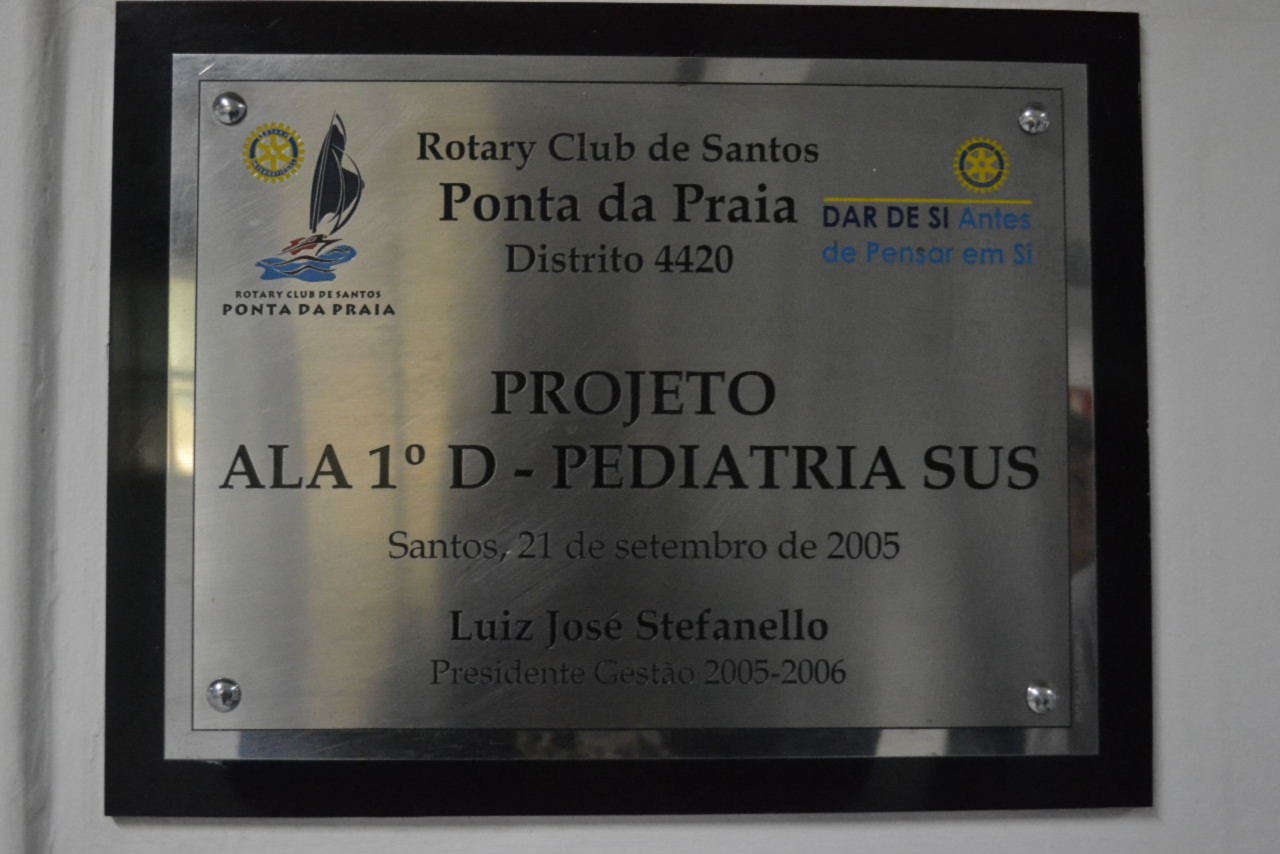 Rotary Club de Santos
Ponta da Praia
Distrito 4420
ROTARY CLUB DE SANTOS
PONTA DA PRAIA
DAR DE SI Antes
de Pensar em Si
PROJETO
ALA 1º D - PEDIATRIA SUS
Santos, 21 de setembro de 2005
Luiz José Stefanello
Presidente Gestão 2005-2006